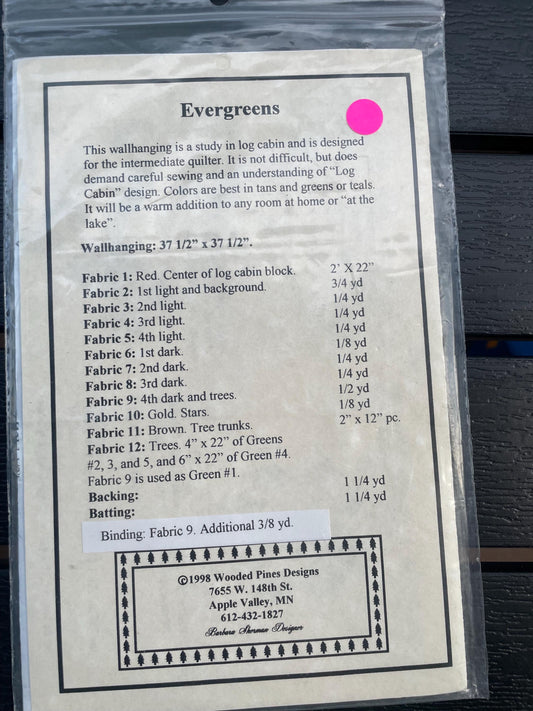 Evergreens
This wallhanging is a study in log cabin and is designed
for the intermediate quilter. It is not difficult, but does
demand careful sewing and an understanding of "Log
Cabin" design. Colors are best in tans and greens or teals.
It will be a warm addition to any room at home or "at the
lake".
Wallhanging: 37 1/2" x 37 1/2".
Fabric 1: Red. Center of log cabin block. 2' X 22"
Fabric 2: 1st light and background. 3/4 yd
Fabric 3: 2nd light. 1/4 yd
Fabric 4: 3rd light. 1/4 yd
Fabric 5: 4th light. 1/4 yd
Fabric 6: 1st dark. 1/8 yd
Fabric 7: 2nd dark. 1/4 yd
Fabric 8: 3rd dark. 1/4 yd
Fabric 9: 4th dark and trees. 1/2 yd
Fabric 10: Gold. Stars. 1/8 yd
Fabric 11: Brown. Tree trunks. 2" x 12" pc.
Fabric 12: Trees. 4" x 22" of Greens
#2, 3, and 5, and 6" x 22" of Green #4.
Fabric 9 is used as Green #1.
Backing: 1 1/4 yd
Batting: 1 1/4 yd
Binding: Fabric 9. Additional 3/8 yd.
©1998 Wooded Pines Designs
7655 W. 148th St.
Apple Valley, MN
612-432-1827
Barbara Sherman Designer